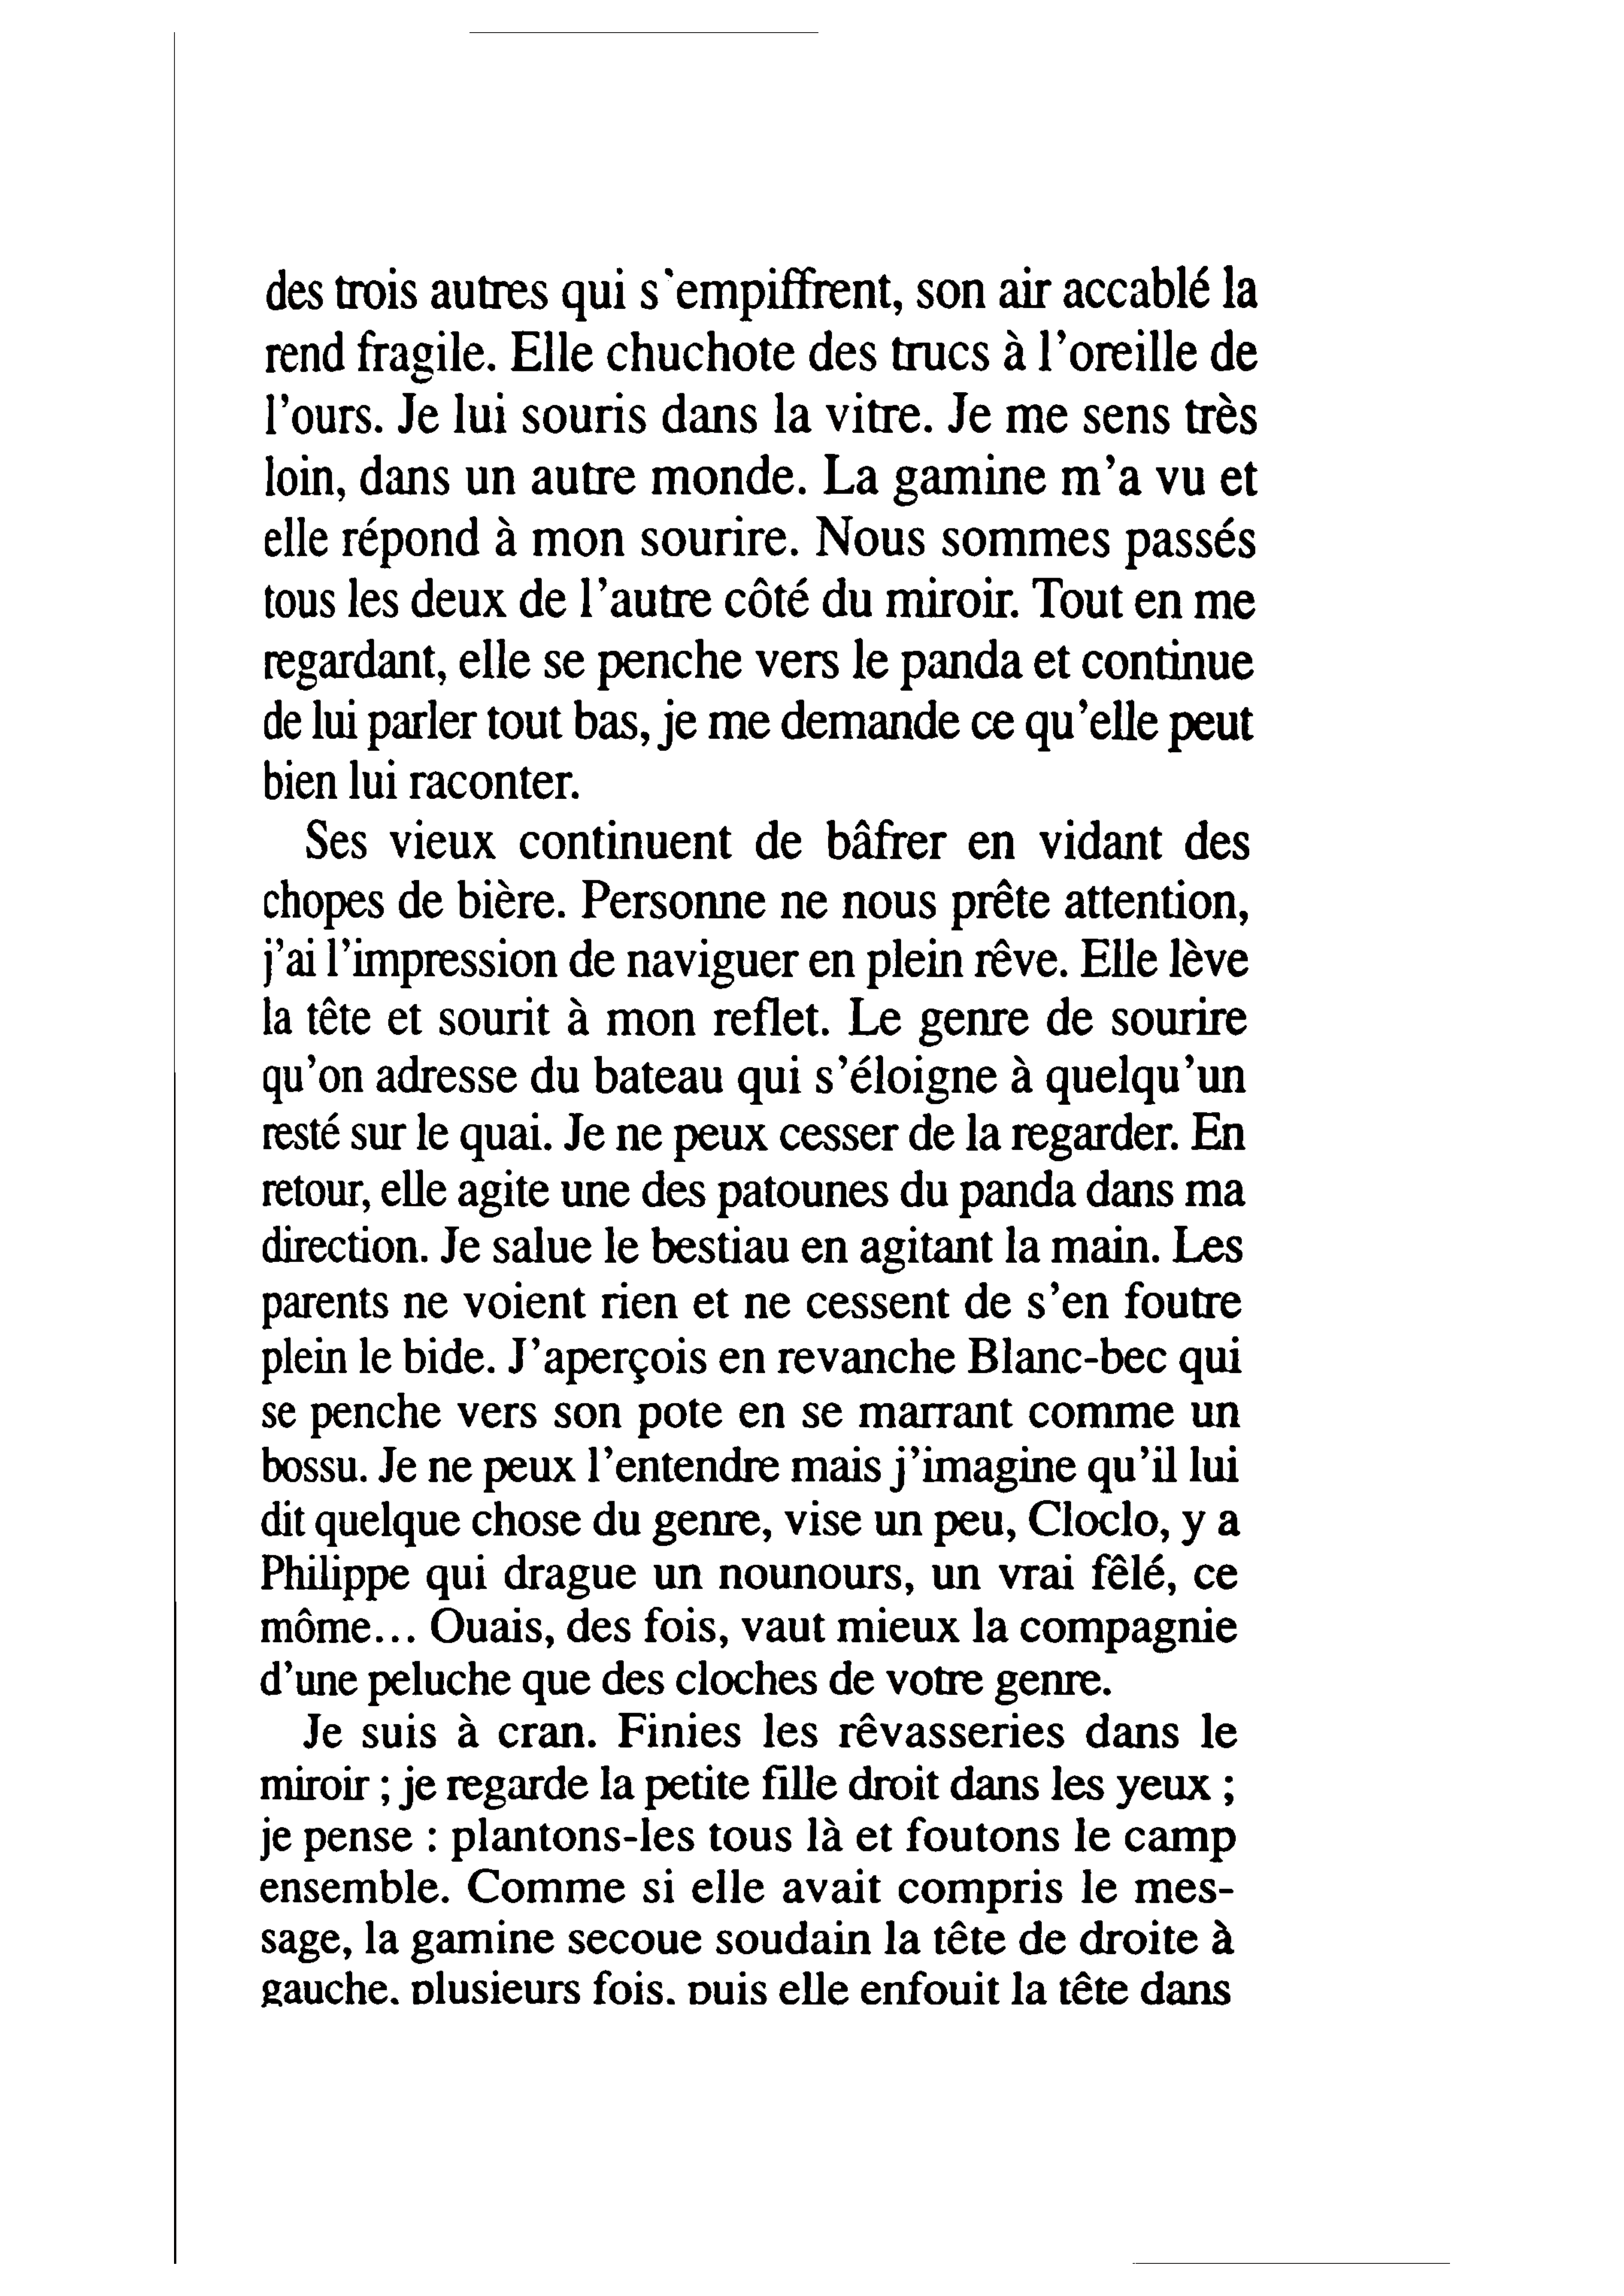 des trois autres qui s'empiffrent, son air accablé la
rend fragile. Elle chuchote des trucs à l'oreille de
l'ours. Je lui souris dans la vitre. Je me sens très
loin, dans un autre monde. La gamine m'a vu et
elle répond à mon sourire. Nous sommes passés
tous les deux de l'autre côté du miroir. Tout en me
regardant, elle se penche vers le panda et continue
de lui parler tout bas, je me demande ce qu'elle peut
bien lui raconter.
Ses vieux continuent de bâfrer en vidant des
chopes de bière. Personne ne nous prête attention,
j'ai l'impression de naviguer en plein rêve. Elle lève
la tête et sourit à mon reflet. Le genre de sourire
qu'on adresse du bateau qui s'éloigne à quelqu'un
resté sur le quai. Je ne peux cesser de la regarder. En
retour, elle agite une des patounes du panda dans ma
direction. Je salue le bestiau en agitant la main. Les
parents ne voient rien et ne cessent de s'en foutre
plein le bide. J'aperçois en revanche Blanc-bec qui
se penche vers son pote en se marrant comme un
bossu. Je ne peux l'entendre mais j'imagine qu'il lui
dit quelque chose du genre, vise un peu, Cloclo, y a
Philippe qui drague un nounours, un vrai fêlé, ce
môme... Ouais, des fois, vaut mieux la compagnie
d'une peluche que des cloches de votre genre.
Je suis à cran. Finies les rêvasseries dans le
miroir ; je regarde la petite fille droit dans les yeux ;
je pense : plantons-les tous là et foutons le camp
ensemble. Comme si elle avait compris le mes-
sage, la gamine secoue soudain la tête de droite à
gauche, plusieurs fois, puis elle enfouit la tête dans